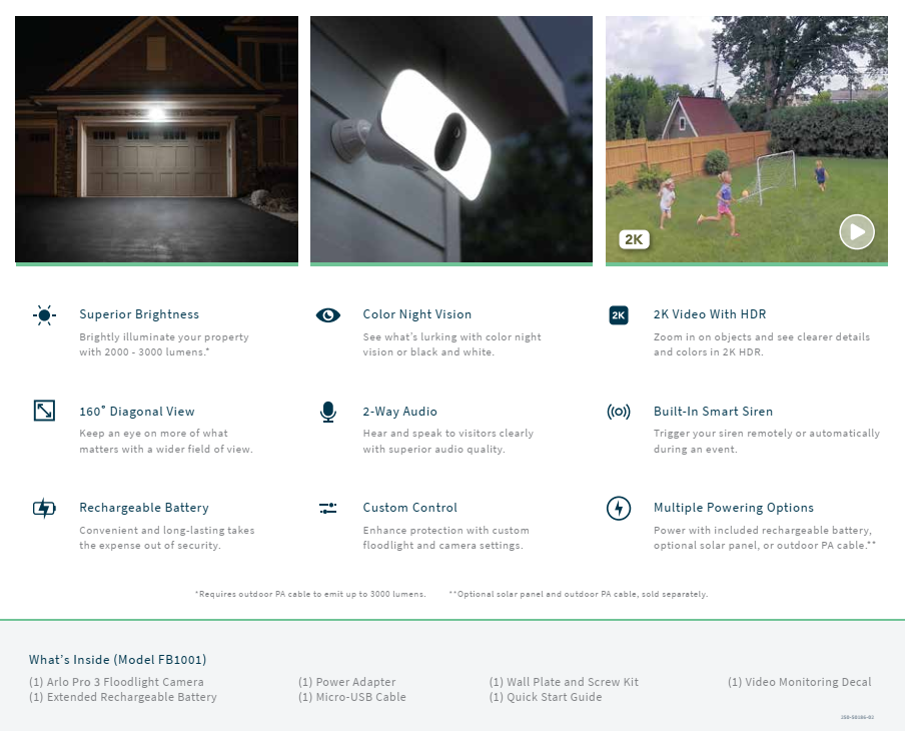 2K
Superior Brightness
Brightly illuminate your property
with 2000 - 3000 lumens.*
Color Night Vision
See what's lurking with color night
vision or black and white.
2K
2K Video With HDR
Zoom in on objects and see clearer details
and colors in 2K HDR.
160° Diagonal View
Keep an eye on more of what
matters with a wider field of view.
2-Way Audio
Hear and speak to visitors clearly
with superior audio quality.
Built-In Smart Siren
Trigger your siren remotely or automatically
during an event.
Rechargeable Battery
Convenient and long-lasting takes
the expense out of security.
Custom Control
Enhance protection with custom
floodlight and camera settings.
Multiple Powering Options
Power with included rechargeable battery,
optional solar panel, or outdoor PA cable.**
*Requires outdoor PA cable to emit up to 3000 lumens. **Optional solar panel and outdoor PA cable, sold separately.
What's Inside (Model FB1001)
(1) Arlo Pro 3 Floodlight Camera
(1) Extended Rechargeable Battery
(1) Power Adapter
(1) Micro-USB Cable
(1) Wall Plate and Screw Kit
(1) Quick Start Guide
(1) Video Monitoring Decal